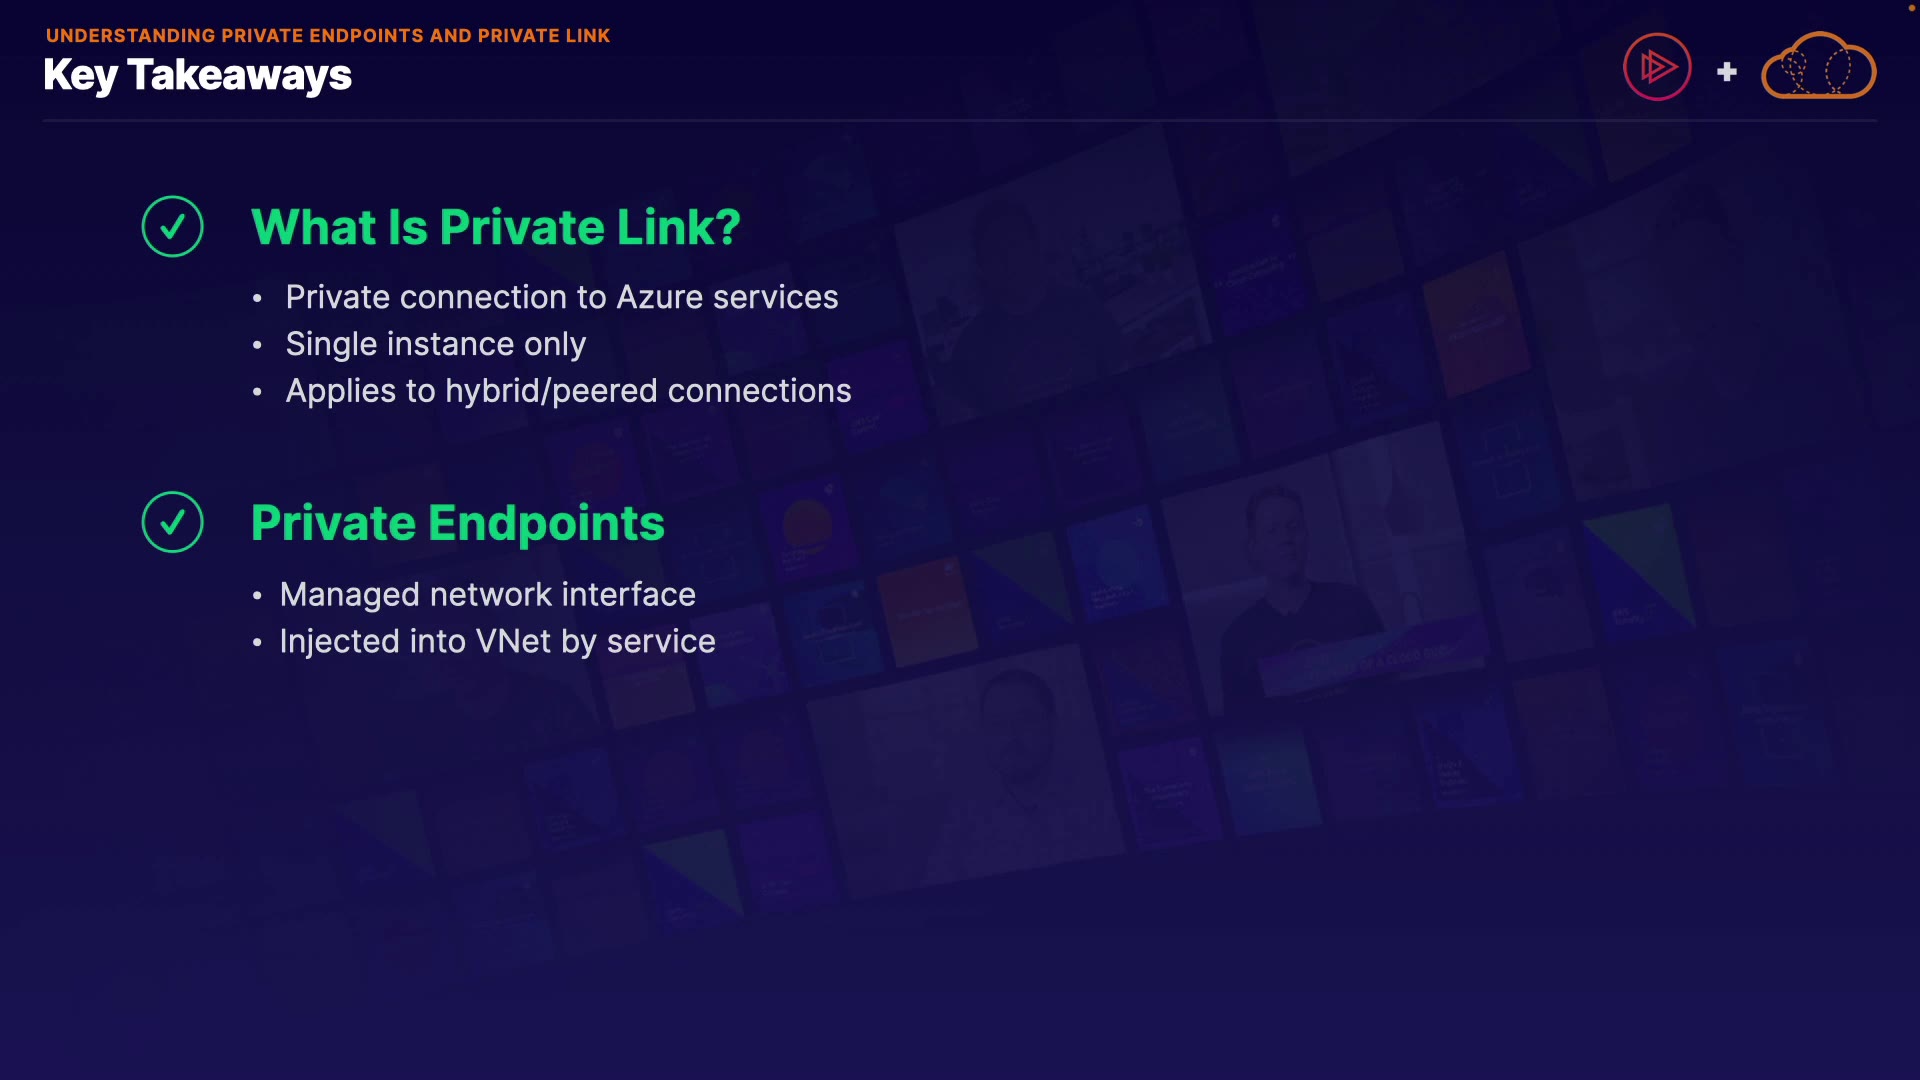 UNDERSTANDING PRIVATE ENDPOINTS AND PRIVATE LINK
Key Takeaways
What Is Private Link?
• Private connection to Azure services
• Single instance only
• Applies to hybrid/peered connections
Private Endpoints
• Managed network interface
• Injected into VNet by service